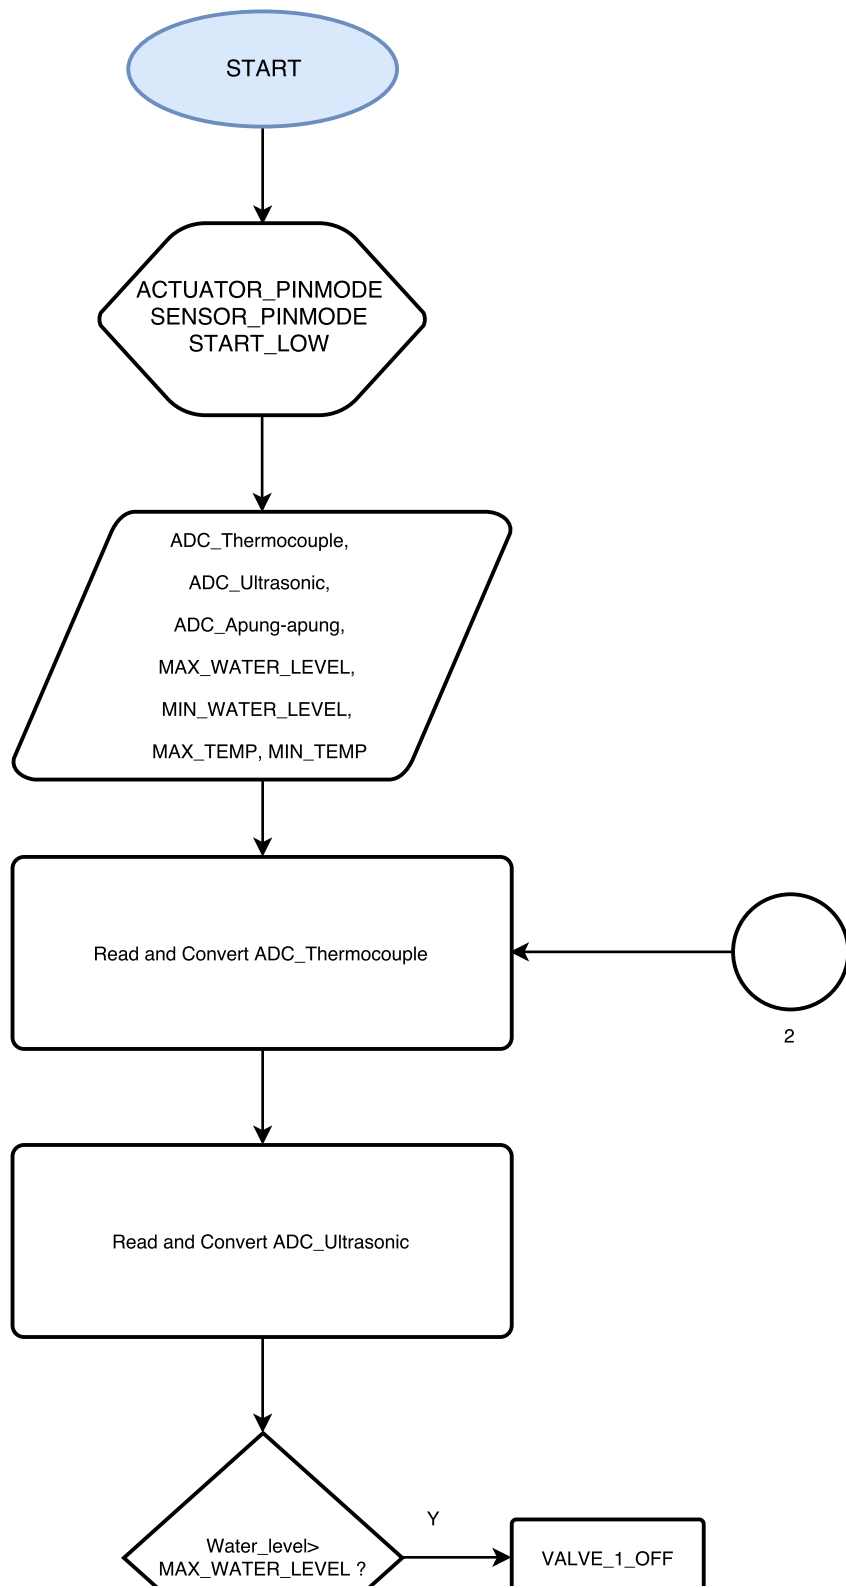 START
ACTUATOR_PINMODE
SENSOR_PINMODE
START_LOW
ADC_Thermocouple,
ADC_Ultrasonic,
ADC_Apung-apung,
MAX_WATER_LEVEL,
MIN_WATER_LEVEL,
MAX_TEMP, MIN_TEMP
Read and Convert ADC_Thermocouple
2
Read and Convert ADC_Ultrasonic
Y
Water_level>
MAX_WATER_LEVEL ?
VALVE_1_OFF